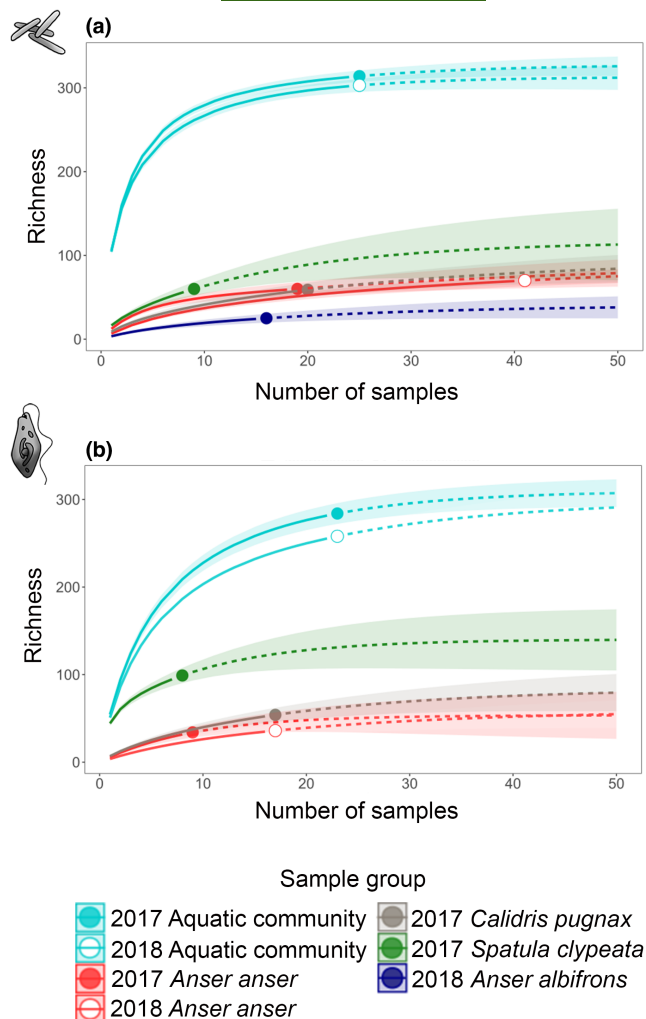 (a)
300
200
100
0
Richness
0 10 20 30 40 50
Number of samples
(b)
300
200
100
0
Richness
0 10 20 30 40 50
Number of samples
Sample group
2017 Aquatic community 2017 Calidris pugnax
2018 Aquatic community 2017 Spatula clypeata
2017 Anser anser 2018 Anser albifrons
2018 Anser anser